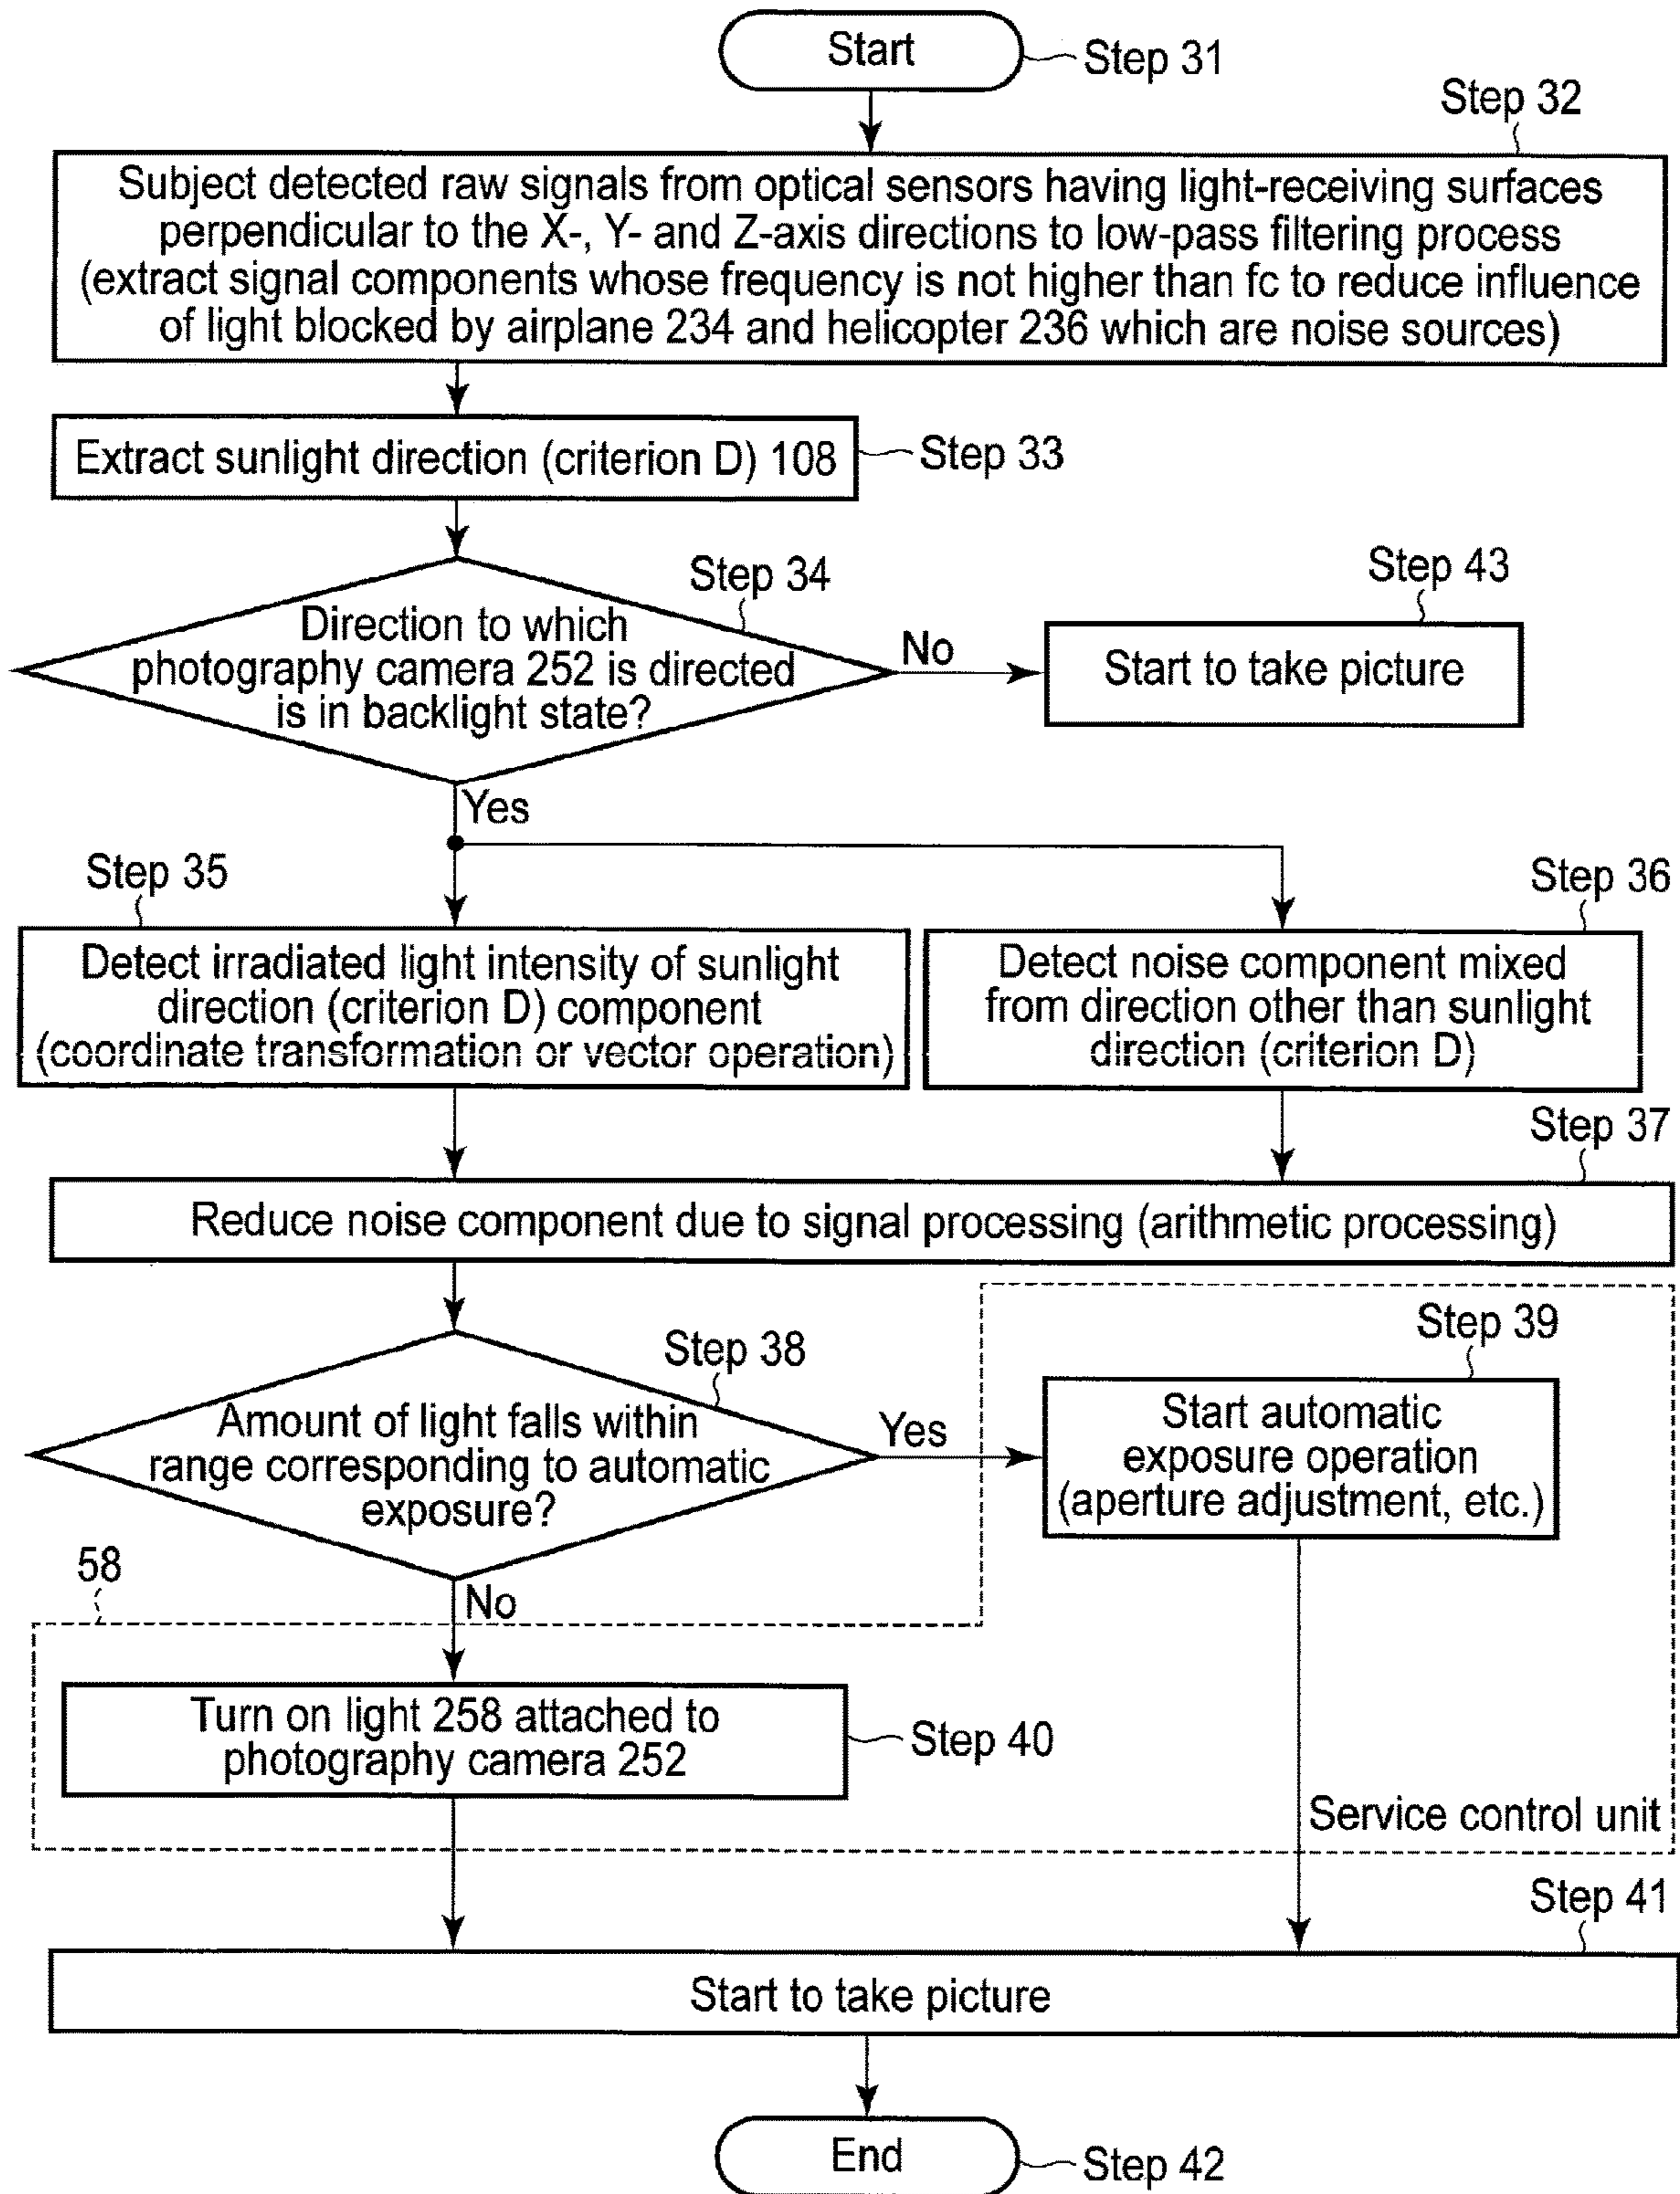 Start
Step 31
Step 32
Subject detected raw signals from optical sensors having light-receiving surfaces
perpendicular to the X-, Y- and Z-axis directions to low-pass filtering process
(extract signal components whose frequency is not higher than fc to reduce influence
of light blocked by airplane 234 and helicopter 236 which are noise sources)
Extract sunlight direction (criterion D) 108
Step 33
Step 34
Direction to which
photography camera 252 is directed
is in backlight state?
No
Step 43
Start to take picture
Yes
Step 35
Detect irradiated light intensity of sunlight
direction (criterion D) component
(coordinate transformation or vector operation)
Step 36
Detect noise component mixed
from direction other than sunlight
direction (criterion D)
Step 37
Reduce noise component due to signal processing (arithmetic processing)
Step 38
Amount of light falls within
range corresponding to automatic
exposure?
Yes
Step 39
Start automatic
exposure operation
(aperture adjustment, etc.)
58
No
Turn on light 258 attached to
photography camera 252
Step 40
Service control unit
Step 41
Start to take picture
End
Step 42